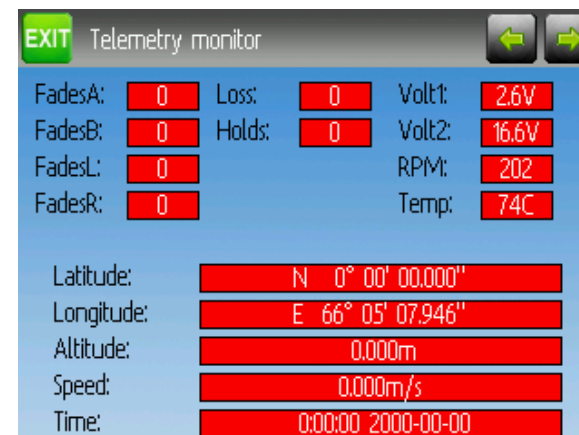 EXIT Telemetry monitor
FadesA: 0 Loss: 0 Volt1: 2.6V
FadesB: 0 Holds: 0 Volt2: 16.6V
FadesL: 0 RPM: 202
FadesR: 0 Temp: 74C
Latitude: N 0° 00' 00.000"
Longitude: E 66° 05' 07.946"
Altitude: 0.000m
Speed: 0.000m/s
Time: 0:00:00 2000-00-00